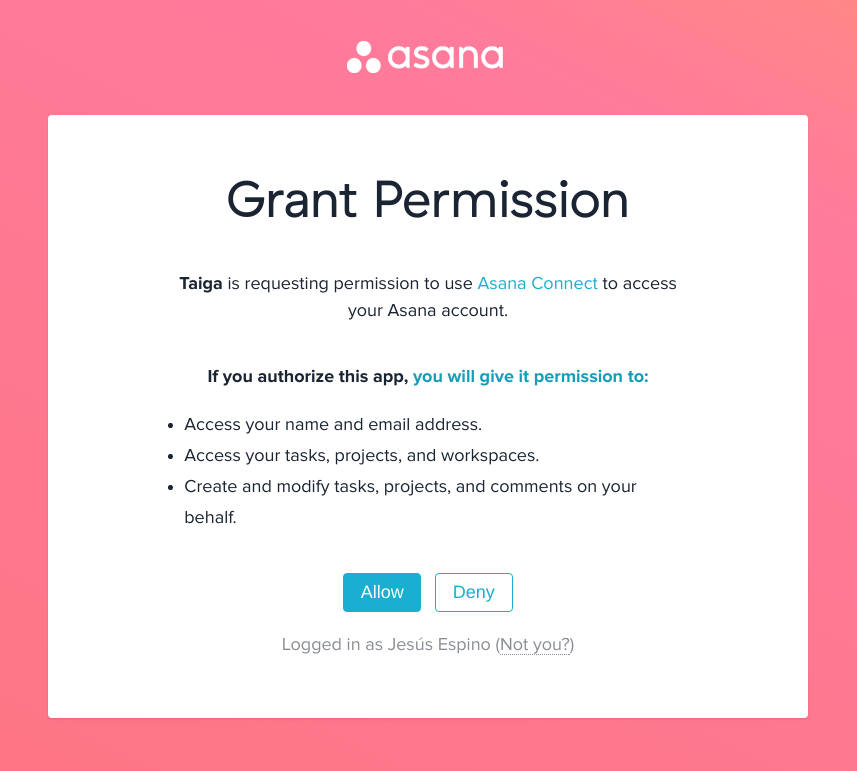 asana
Grant Permission
Taiga is requesting permission to use Asana Connect to access
your Asana account.
If you authorize this app, you will give it permission to:
• Access your name and email address.
• Access your tasks, projects, and workspaces.
• Create and modify tasks, projects, and comments on your
behalf.
Allow Deny
Logged in as Jesús Espino (Not you?)